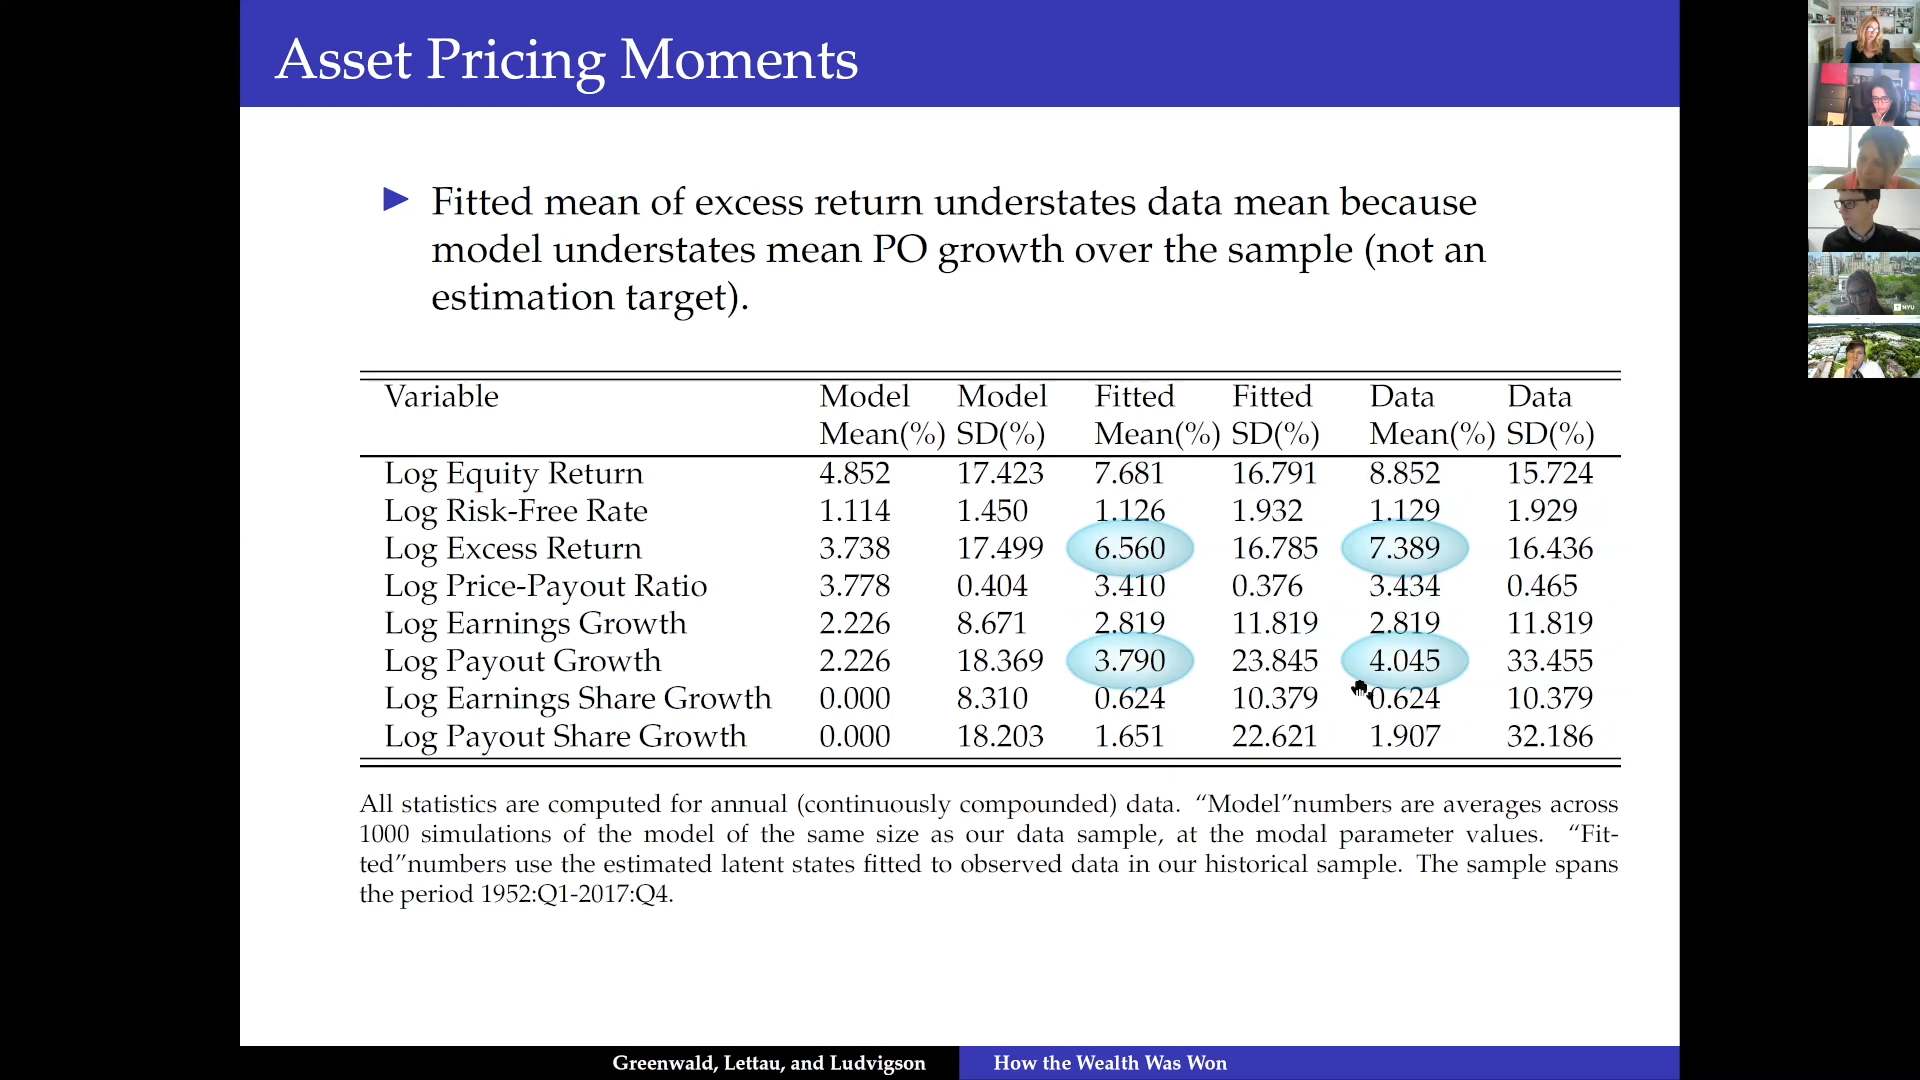 Asset Pricing Moments
Fitted mean of excess return understates data mean because
model understates mean PO growth over the sample (not an
estimation target).
Variable Model Model Fitted Fitted Data Data
Mean(%) SD(%) Mean(%) SD(%) Mean(%) SD(%)
Log Equity Return 4.852 17.423 7.681 16.791 8.852 15.724
Log Risk-Free Rate 1.114 1.450 1.126 1.932 1.129 1.929
Log Excess Return 3.738 17.499 6.560 16.785 7.389 16.436
Log Price-Payout Ratio 3.778 0.404 3.410 0.376 3.434 0.465
Log Earnings Growth 2.226 8.671 2.819 11.819 2.819 11.819
Log Payout Growth 2.226 18.369 3.790 23.845 4.045 33.455
Log Earnings Share Growth 0.000 8.310 0.624 10.379 0.624 10.379
Log Payout Share Growth 0.000 18.203 1.651 22.621 1.907 32.186
All statistics are computed for annual (continuously compounded) data. “Model”numbers are averages across
1000 simulations of the model of the same size as our data sample, at the modal parameter values. “Fit-
ted”numbers use the estimated latent states fitted to observed data in our historical sample. The sample spans
the period 1952:Q1-2017:Q4.
Greenwald, Lettau, and Ludvigson How the Wealth Was Won
NYU